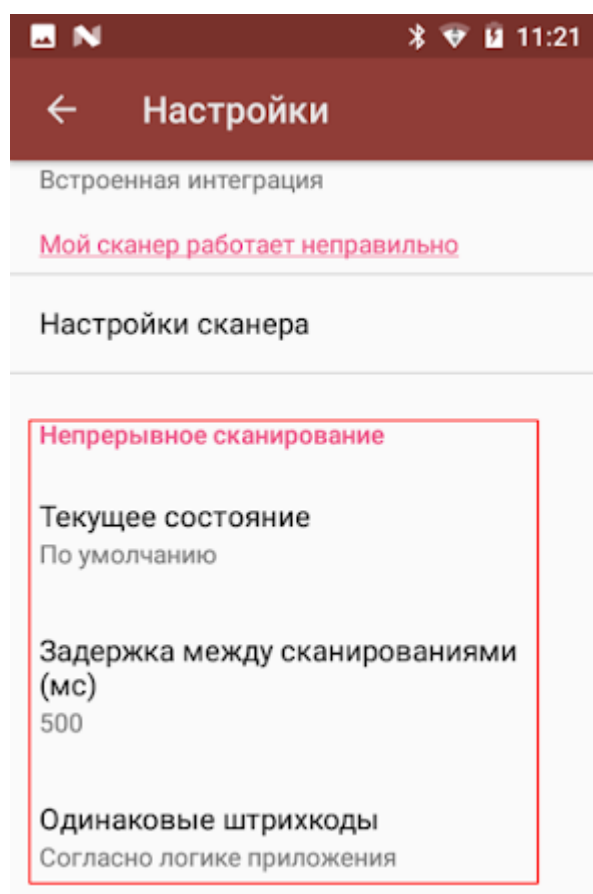 11:21
Настройки
Встроенная интеграция
Мой сканер работает неправильно
Настройки сканера
Непрерывное сканирование
Текущее состояние
По умолчанию
Задержка между сканированиями
(мс)
500
Одинаковые штрихкоды
Согласно логике приложения